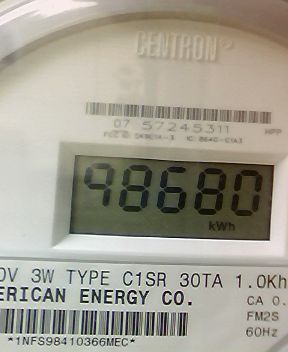 CENTRON®
07 57245311 HPP
98680
kWh
0V 3W TYPE C1SR 30TA 1.0Kh
ERICAN ENERGY CO.
CA 0.
FM2S
60Hz
*1NFS98410366MEC*